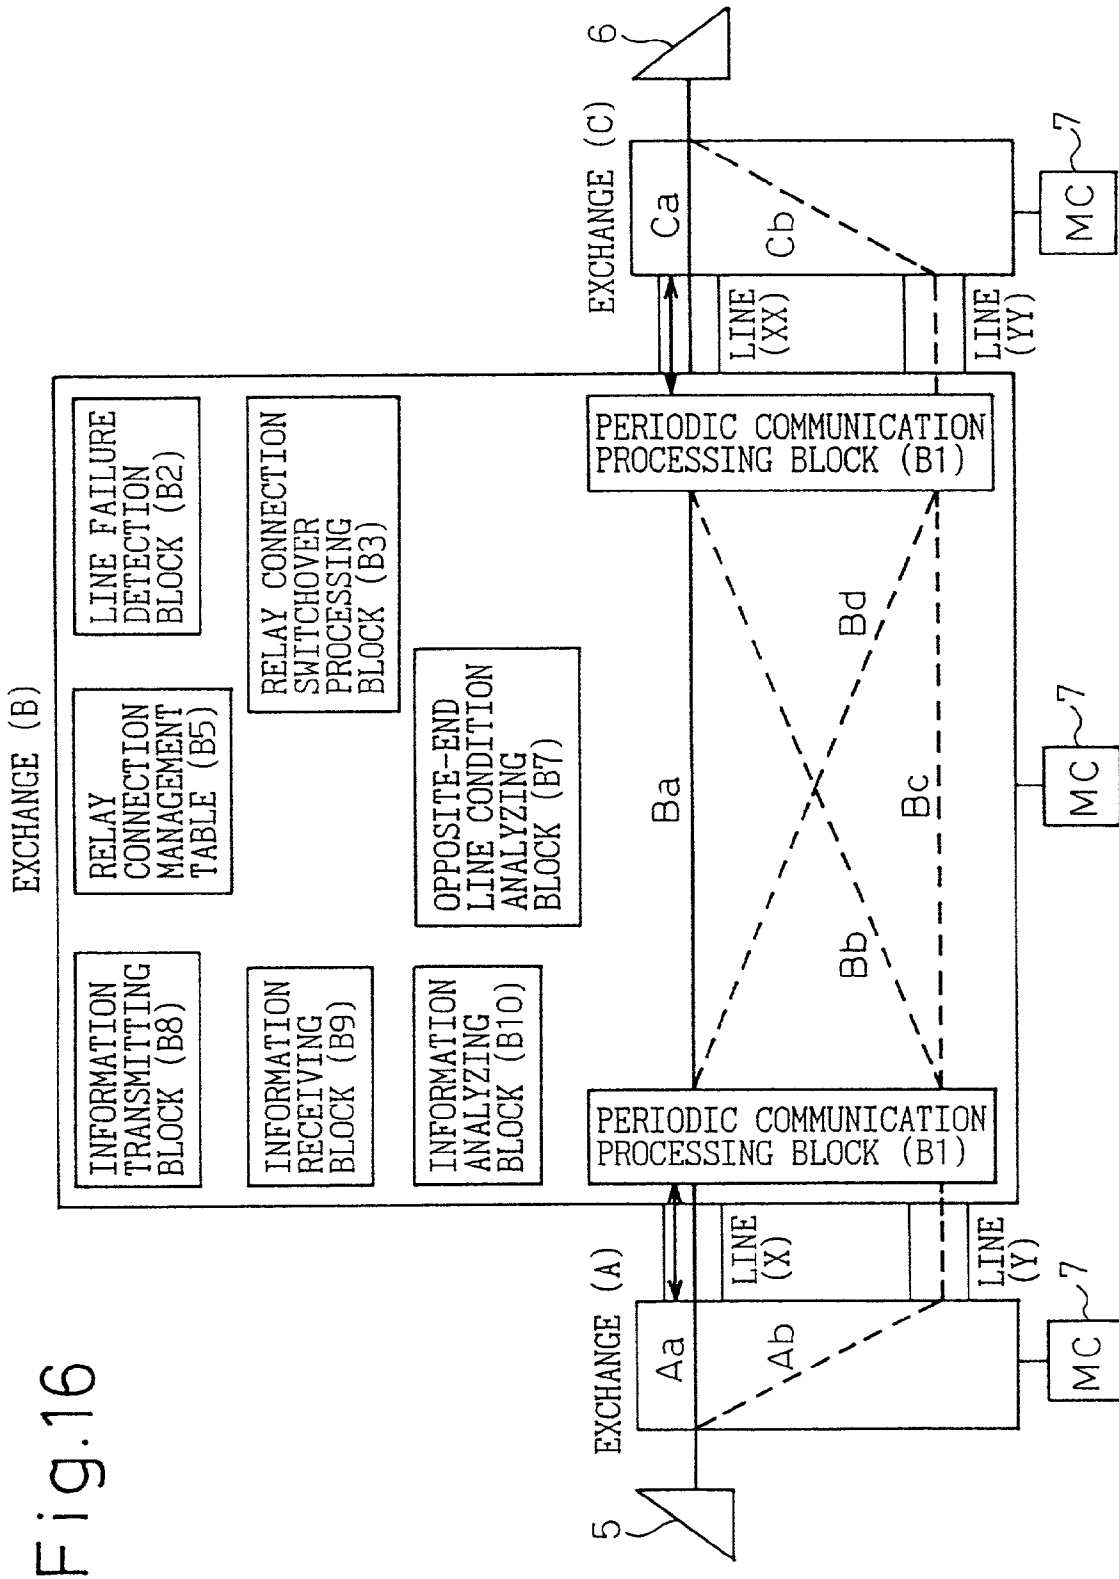 Fig.16
EXCHANGE (B)
INFORMATION
TRANSMITTING
BLOCK (B8)
RELAY
CONNECTION
MANAGEMENT
TABLE (B5)
LINE FAILURE
DETECTION
BLOCK (B2)
INFORMATION
RECEIVING
BLOCK (B9)
RELAY CONNECTION
SWITCHOVER
PROCESSING
BLOCK (B3)
INFORMATION
ANALYZING
BLOCK (B10)
OPPOSITE-END
LINE CONDITION
ANALYZING
BLOCK (B7)
EXCHANGE (A)
EXCHANGE (C)
5
Aa
Ab
LINE
(X)
LINE
(Y)
PERIODIC COMMUNICATION
PROCESSING BLOCK (B1)
Ba
Bb
Bd
Bc
PERIODIC COMMUNICATION
PROCESSING BLOCK (B1)
LINE
(XX)
LINE
(YY)
Ca
Cb
6
MC
7
MC
7
MC
7